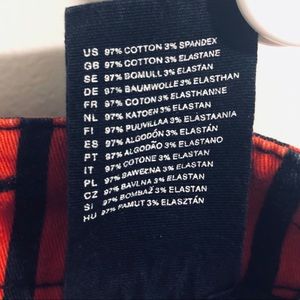 US 97% COTTON 3% SPANDEX
GB 97% COTTON 3% ELASTANE
SE 97% BOMULL 3% ELASTAN
DE 97% BAUMWOLLE 3% ELASTHAN
FR 97% COTON 3% ELASTHANNE
NL 97% KATOEN 3% ELASTAN
FI 97% PUUVILLAA 3% ELASTAANIA
ES 97% ALGODÓN 3% ELASTANO
PT 97% ALGODÃO 3% ELASTANO
IT 97% COTONE 3% ELASTAN
PL 97% BAWEŁNA 3% ELASTAN
CZ 97% BAVLNA 3% ELASTAN
SI 97% BOMBAŽ 3% ELASTAN
HU 97% PAMUT 3% ELASZTÁN